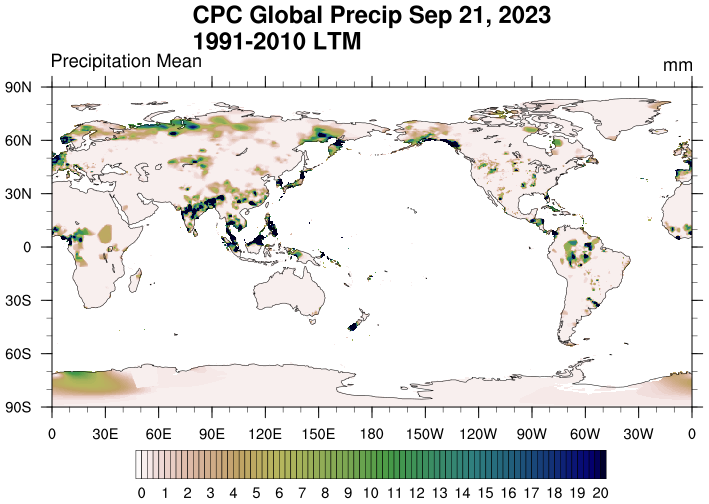 CPC Global Precip Sep 21, 2023
1991-2010 LTM
Precipitation Mean mm
90N
60N
30N
0
30S
60S
90S
0 30E 60E 90E 120E 150E 180 150W 120W 90W 60W 30W 0
0 1 2 3 4 5 6 7 8 9 10 11 12 13 14 15 16 17 18 19 20